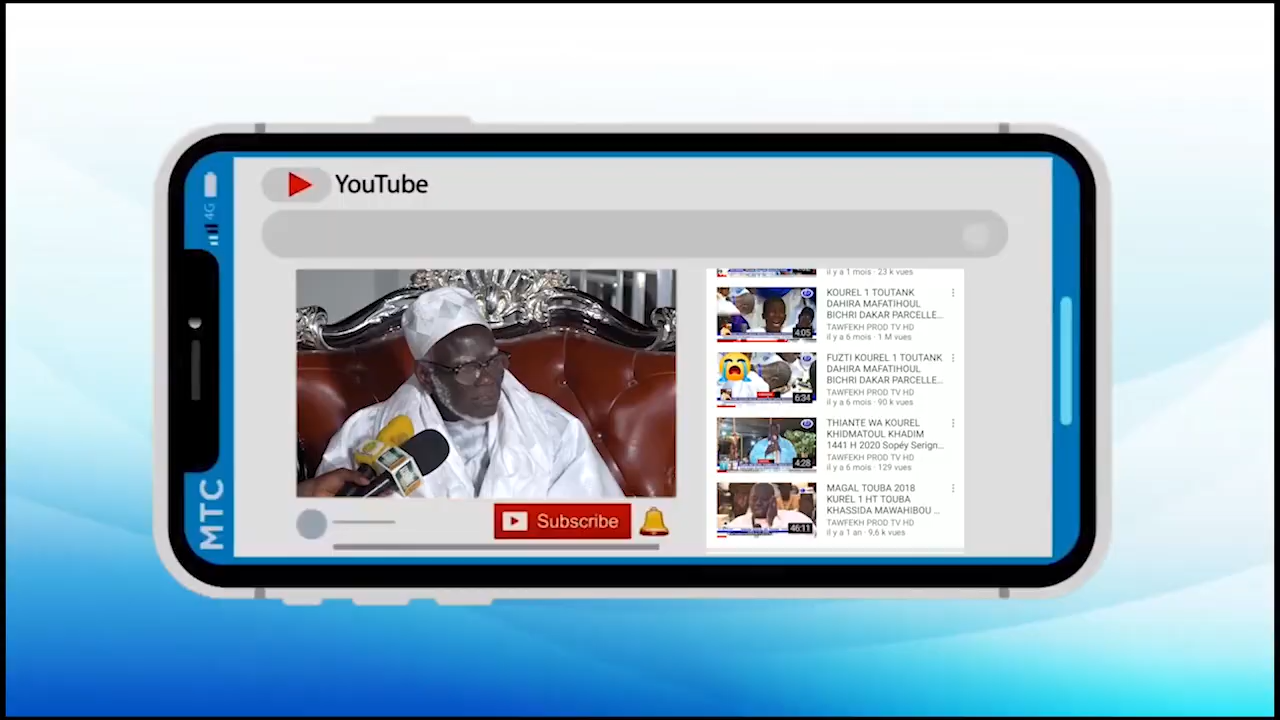 4G
MTC
YouTube
Subscribe
il y a 1 mois · 23 k vues
KOUREL 1 TOUTANK
DAHIRA MAFATIHOUL
BICHRI DAKAR PARCELLE...
TAWFEKH PROD TV HD
il y a 6 mois · 1 M vues
4:05
FUZTI KOUREL 1 TOUTANK
DAHIRA MAFATIHOUL
BICHRI DAKAR PARCELLE...
TAWFEKH PROD TV HD
il y a 6 mois · 90 k vues
6:34
THIANTE WA KOUREL
KHIDMATOUL KHADIM
1441 H 2020 Sopéy Serign...
TAWFEKH PROD TV HD
il y a 6 mois · 129 vues
4:28
MAGAL TOUBA 2018
KUREL 1 HT TOUBA
KHASSIDA MAWAHIBOU ...
TAWFEKH PROD TV HD
il y a 1 an · 9,6 k vues
46:11